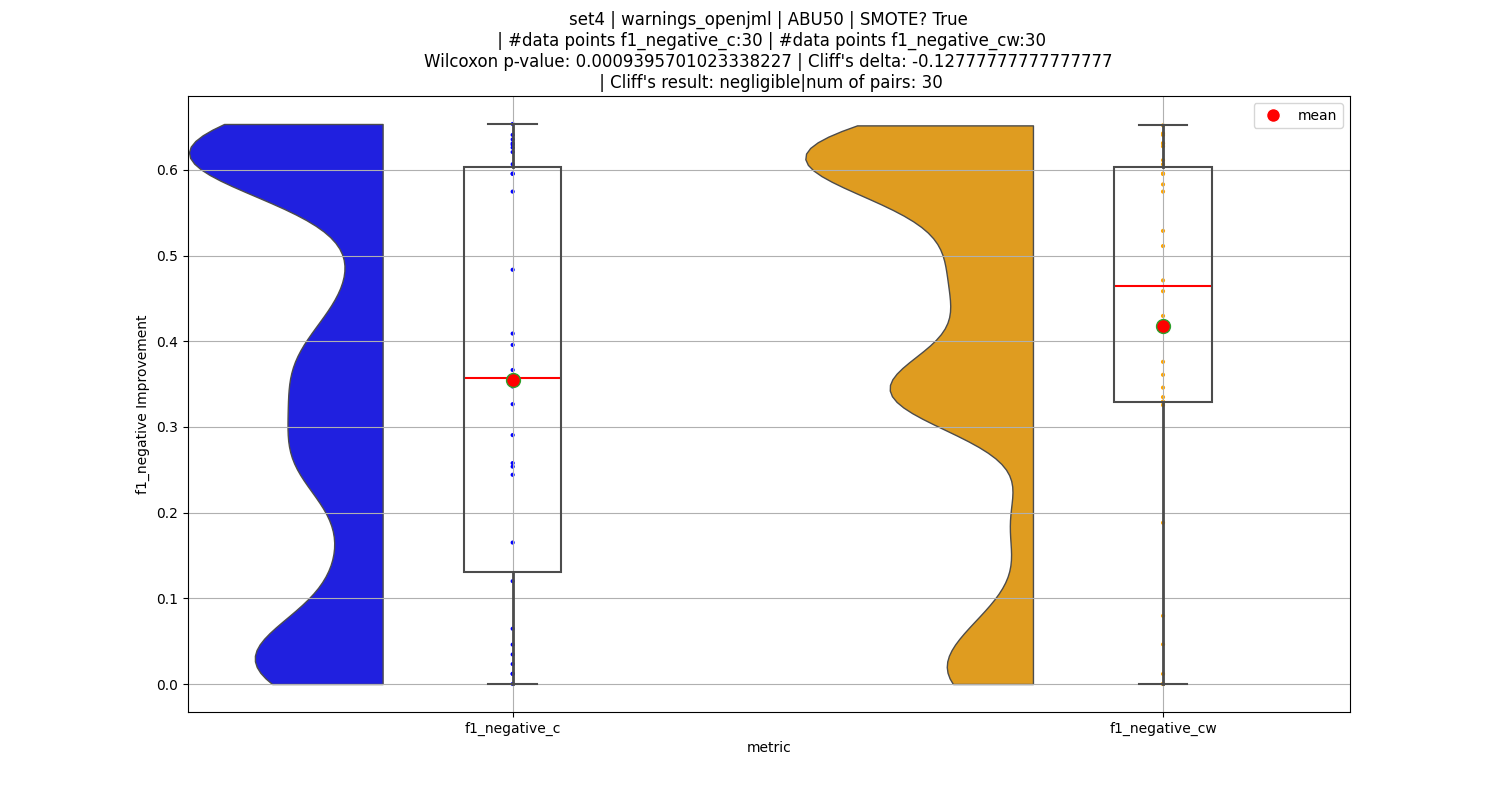 set4 | warnings_openjml | ABU50 | SMOTE? True
| #data points f1_negative_c:30 | #data points f1_negative_cw:30
Wilcoxon p-value: 0.0009395701023338227 | Cliff's delta: -0.12777777777777777
| Cliff's result: negligible|num of pairs: 30
mean
f1_negative Improvement
0.6
0.5
0.4
0.3
0.2
0.1
0.0
f1_negative_c
f1_negative_cw
metric